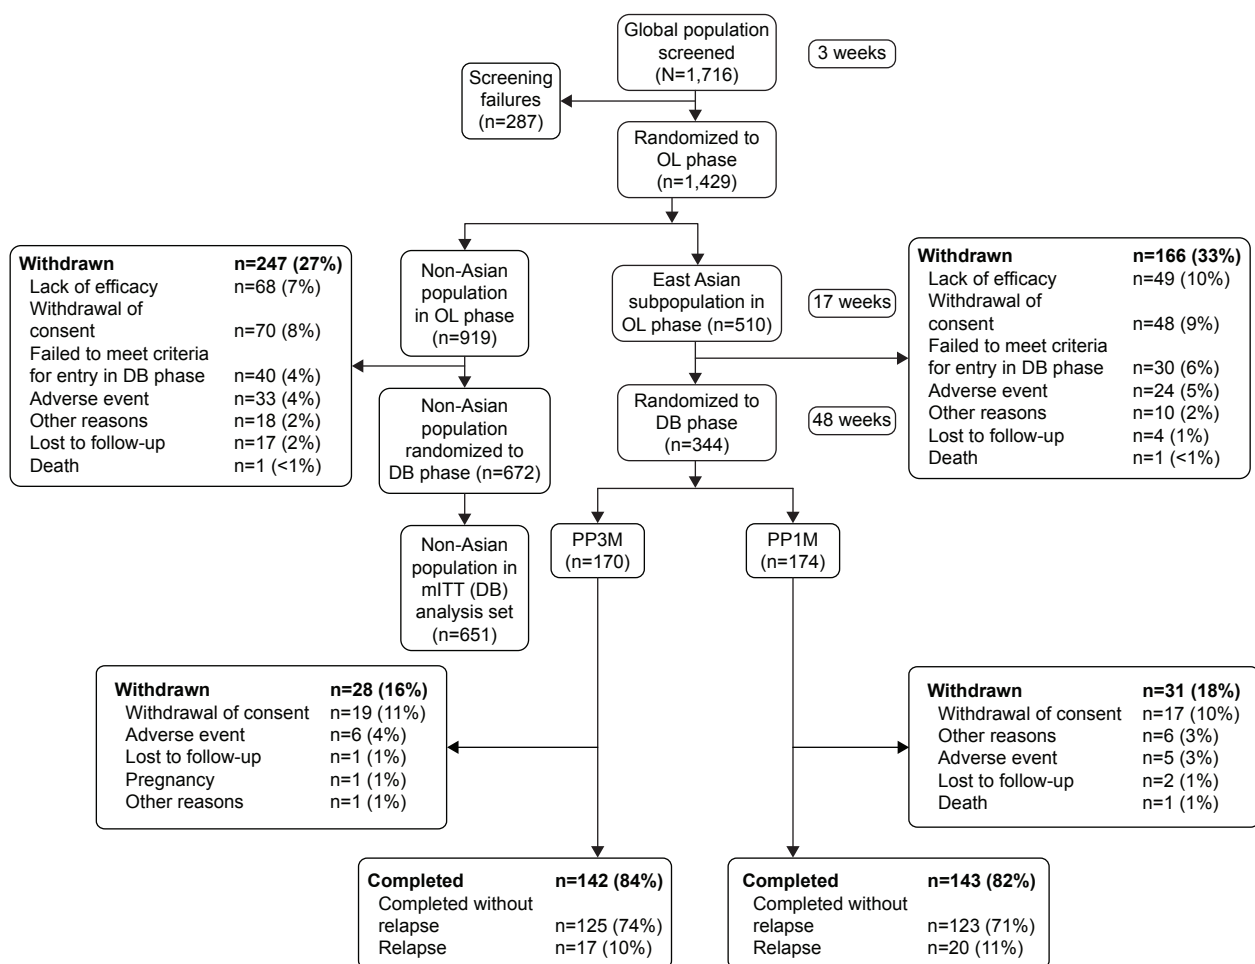 Global population
screened
(N=1,716)
3 weeks
Screening
failures
(n=287)
Randomized to
OL phase
(n=1,429)
Withdrawn n=247 (27%)
Lack of efficacy n=68 (7%)
Withdrawal of
consent n=70 (8%)
Failed to meet criteria
for entry in DB phase n=40 (4%)
Adverse event n=33 (4%)
Other reasons n=18 (2%)
Lost to follow-up n=17 (2%)
Death n=1 (<1%)
Non-Asian
population
in OL phase
(n=919)
East Asian
subpopulation in
OL phase (n=510)
17 weeks
Withdrawn n=166 (33%)
Lack of efficacy n=49 (10%)
Withdrawal of
consent n=48 (9%)
Failed to meet criteria
for entry in DB phase n=30 (6%)
Adverse event n=24 (5%)
Other reasons n=10 (2%)
Lost to follow-up n=4 (1%)
Death n=1 (<1%)
Non-Asian
population
randomized to
DB phase (n=672)
Randomized to
DB phase
(n=344)
48 weeks
Non-Asian
population in
mITT (DB)
analysis set
(n=651)
PP3M
(n=170)
PP1M
(n=174)
Withdrawn n=28 (16%)
Withdrawal of consent n=19 (11%)
Adverse event n=6 (4%)
Lost to follow-up n=1 (1%)
Pregnancy n=1 (1%)
Other reasons n=1 (1%)
Withdrawn n=31 (18%)
Withdrawal of consent n=17 (10%)
Other reasons n=6 (3%)
Adverse event n=5 (3%)
Lost to follow-up n=2 (1%)
Death n=1 (1%)
Completed n=142 (84%)
Completed without
relapse n=125 (74%)
Relapse n=17 (10%)
Completed n=143 (82%)
Completed without
relapse n=123 (71%)
Relapse n=20 (11%)